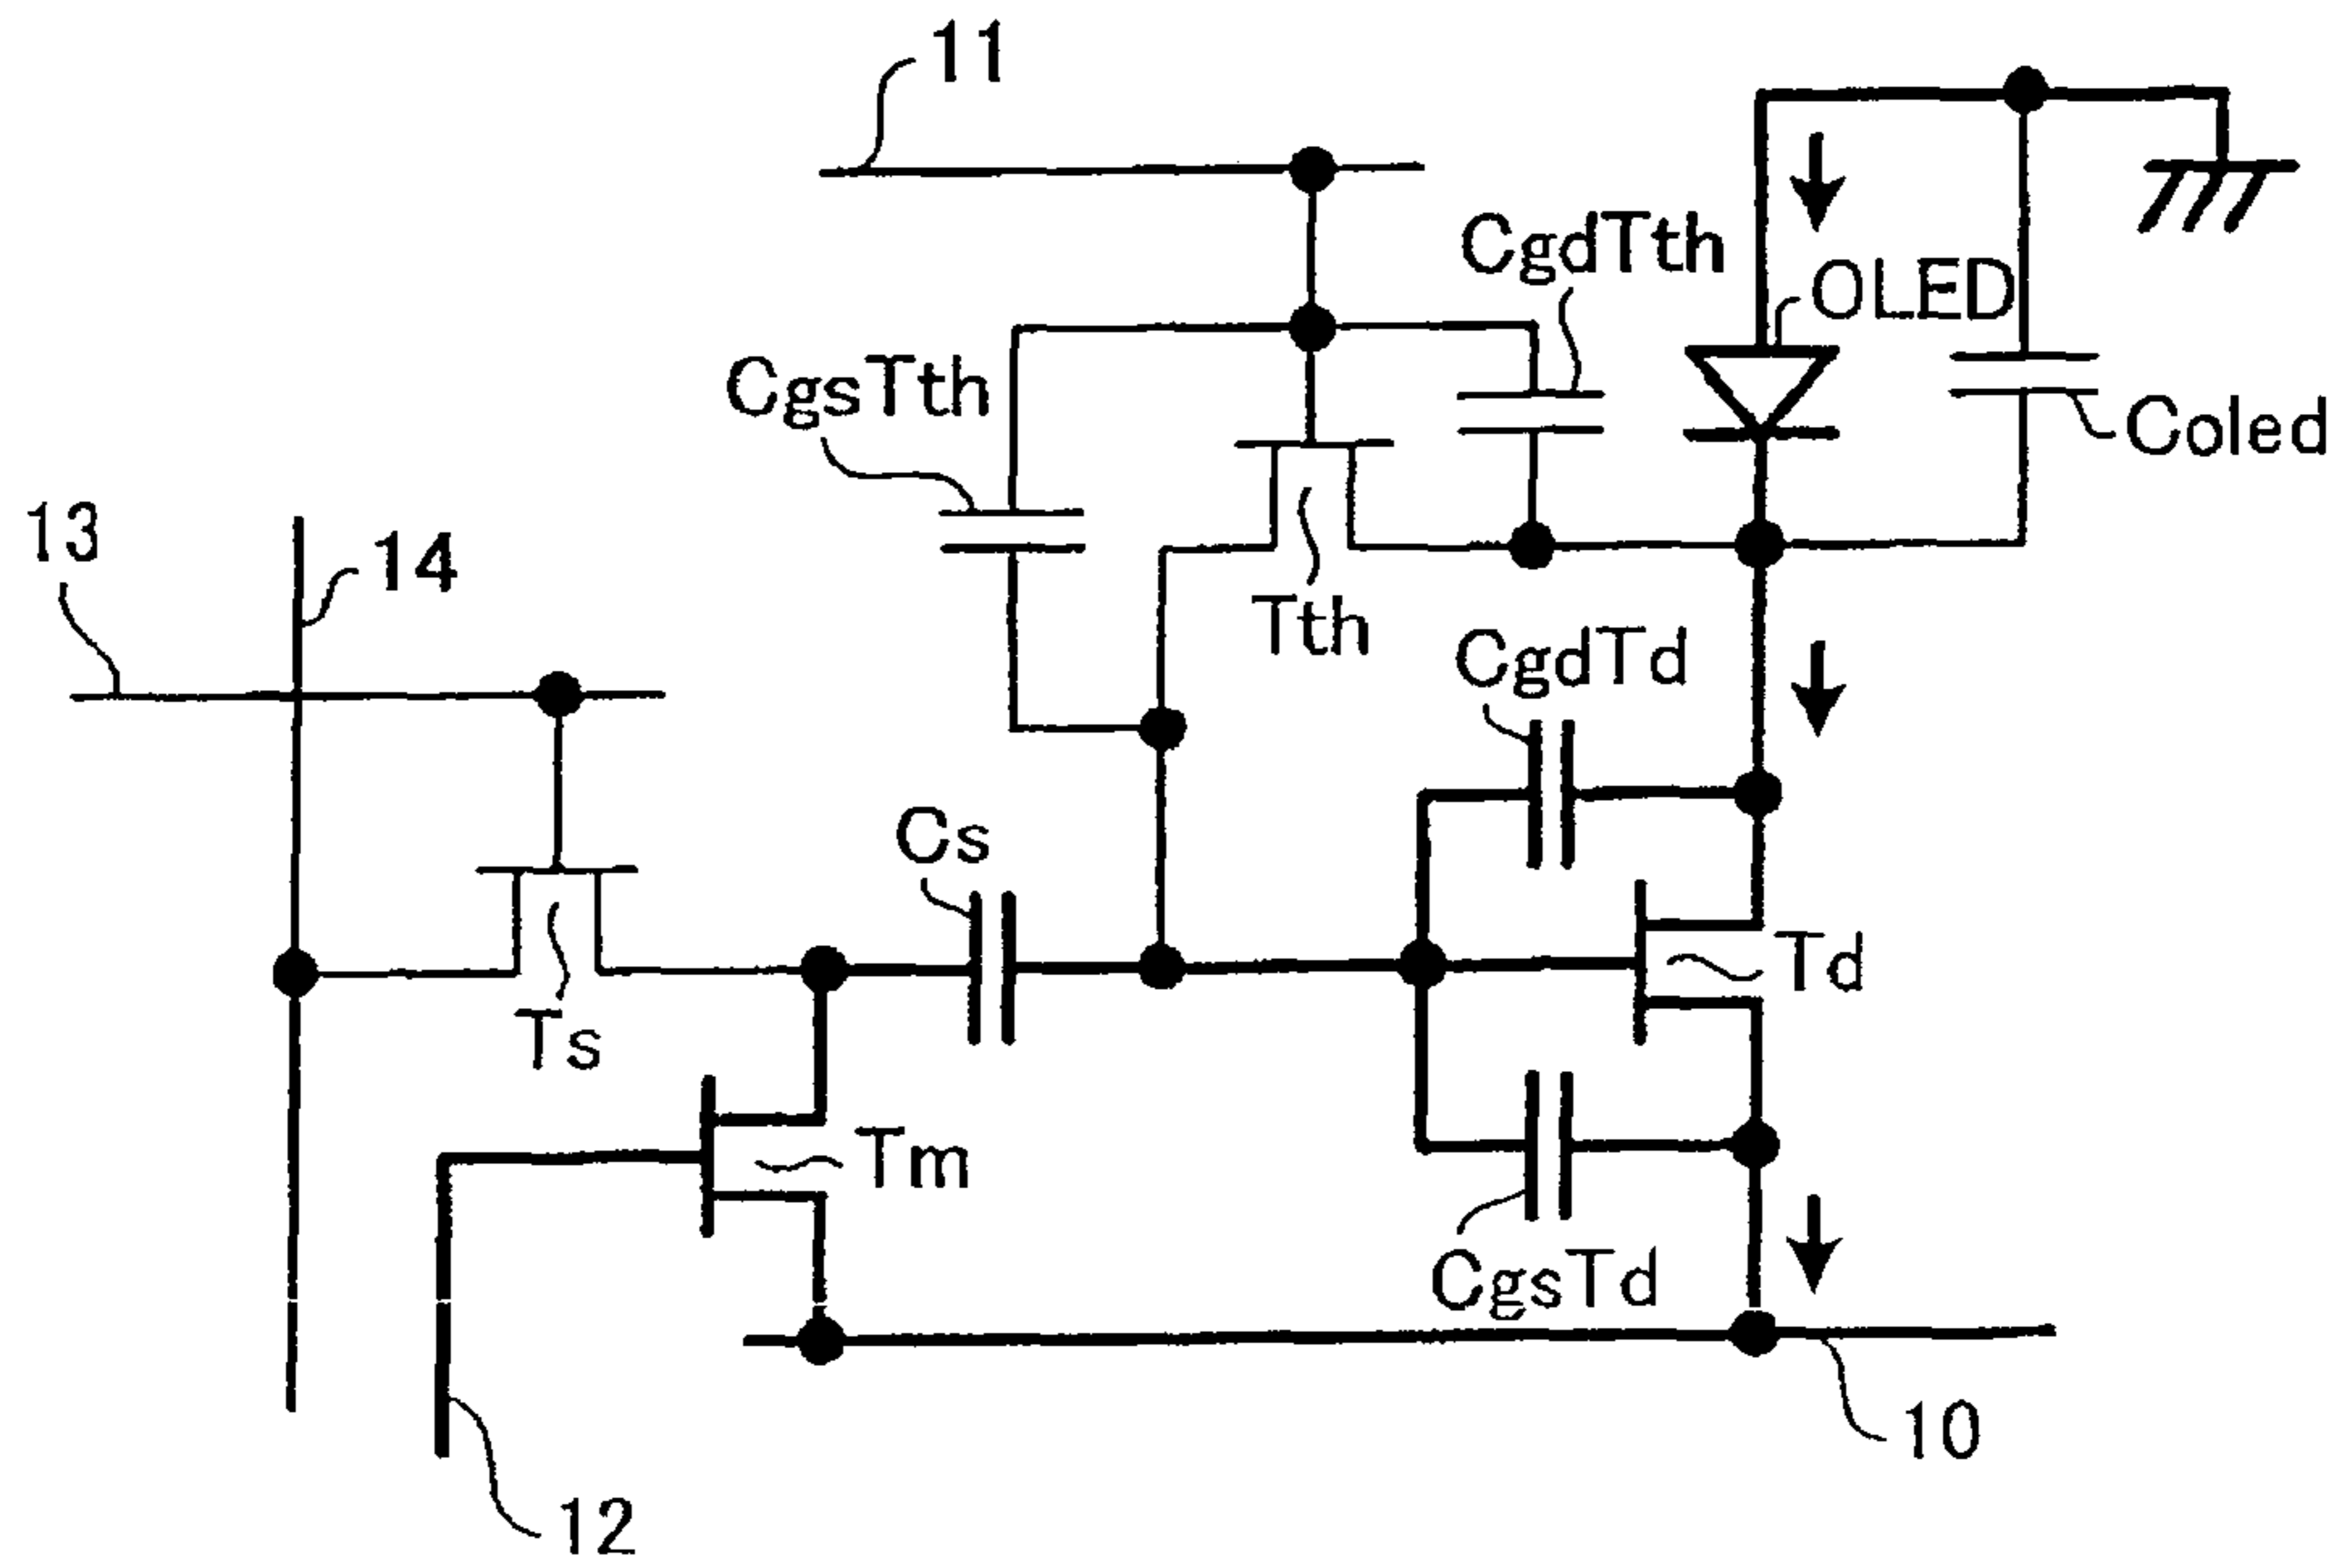 11
CgdTth
OLED
CgsTth
Coled
13
14
Tth
CgdTd
Cs
Td
Ts
Tm
CgsTd
10
12